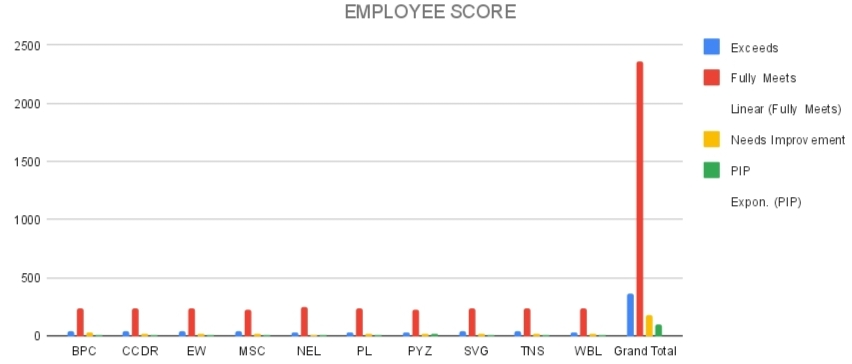 EMPLOYEE SCORE
2500
2000
1500
1000
500
0
BPC CCDR EW MSC NEL PL PYZ SVG TNS WBL Grand Total
Exceeds
Fully Meets
Linear (Fully Meets)
Needs Improvement
PIP
Expon. (PIP)